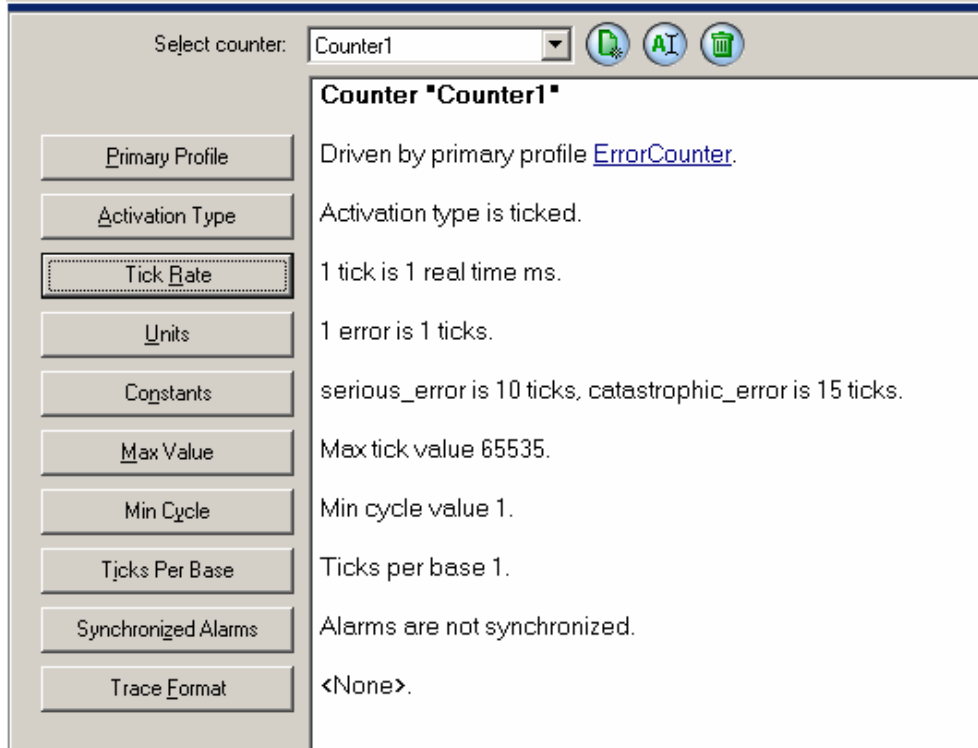 Select counter: Counter1 AI
Counter "Counter1"
Primary Profile Driven by primary profile ErrorCounter.
Activation Type Activation type is ticked.
Tick Rate 1 tick is 1 real time ms.
Units 1 error is 1 ticks.
Constants serious_error is 10 ticks, catastrophic_error is 15 ticks.
Max Value Max tick value 65535.
Min Cycle Min cycle value 1.
Ticks Per Base Ticks per base 1.
Synchronized Alarms Alarms are not synchronized.
Trace Format <None>.